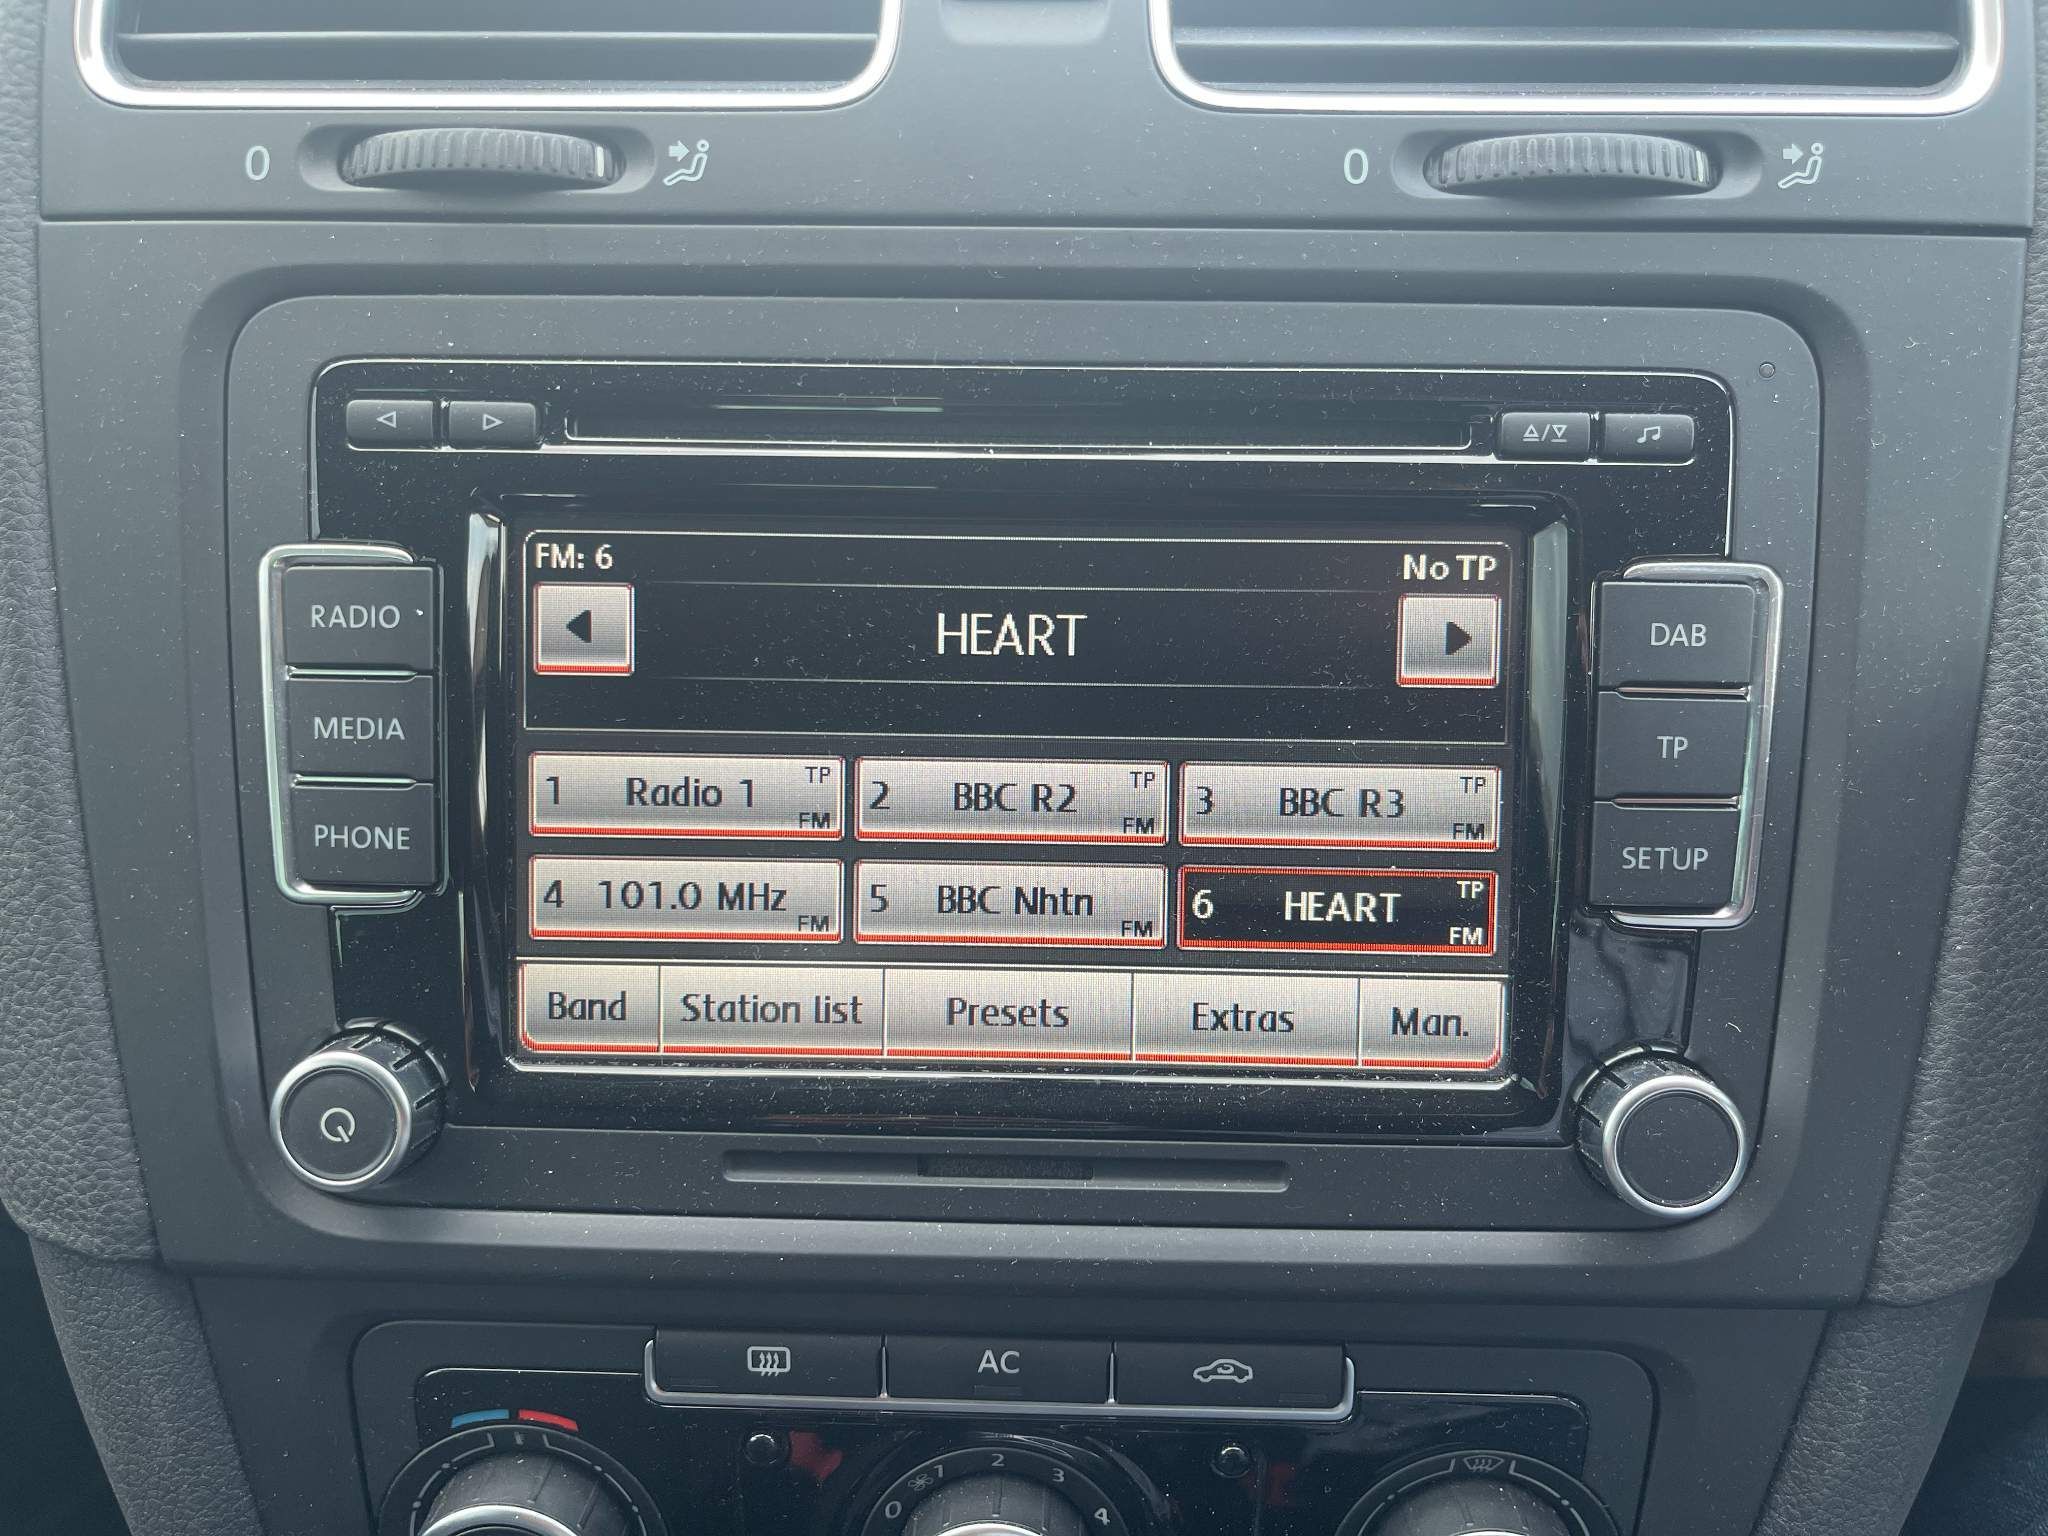 0
0
FM: 6
No TP
HEART
RADIO
MEDIA
PHONE
DAB
TP
SETUP
1 Radio 1 TP FM
2 BBC R2 TP FM
3 BBC R3 TP FM
4 101.0 MHz FM
5 BBC Nhtn FM
6 HEART TP FM
Band Station list Presets Extras Man.
AC
0 1 2 3 4